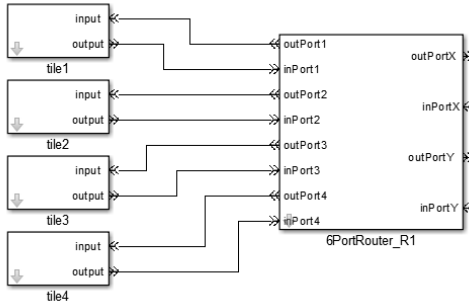 input
output
tile1
input
output
tile2
input
output
tile3
input
output
tile4
outPort1
inPort1
outPort2
inPort2
outPort3
inPort3
outPort4
inPort4
outPortX
inPortX
outPortY
inPortY
6PortRouter_R1